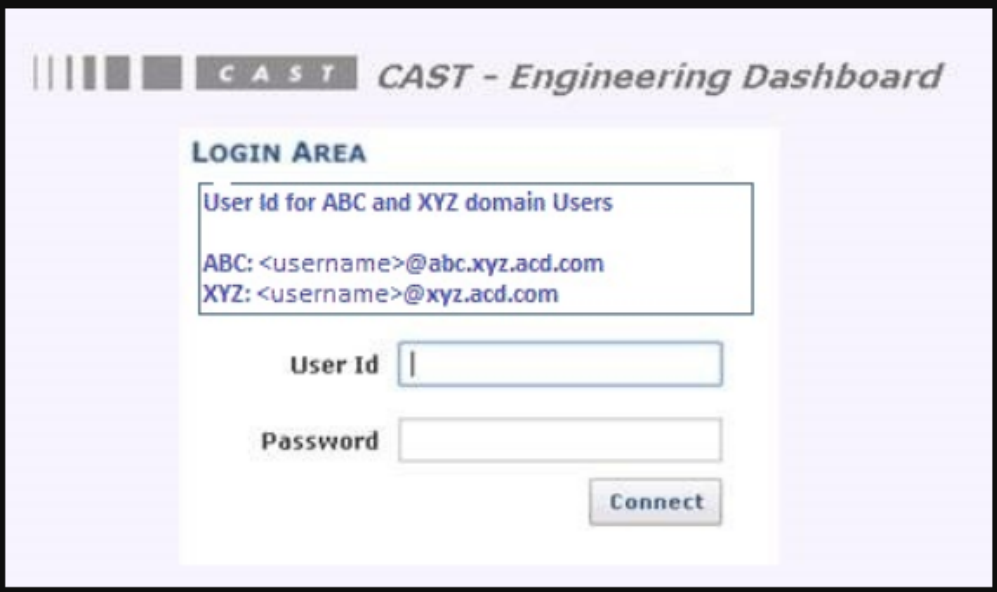 CAST CAST - Engineering Dashboard
LOGIN AREA
User Id for ABC and XYZ domain Users
ABC: <username>@abc.xyz.acd.com
XYZ: <username>@xyz.acd.com
User Id
Password
Connect